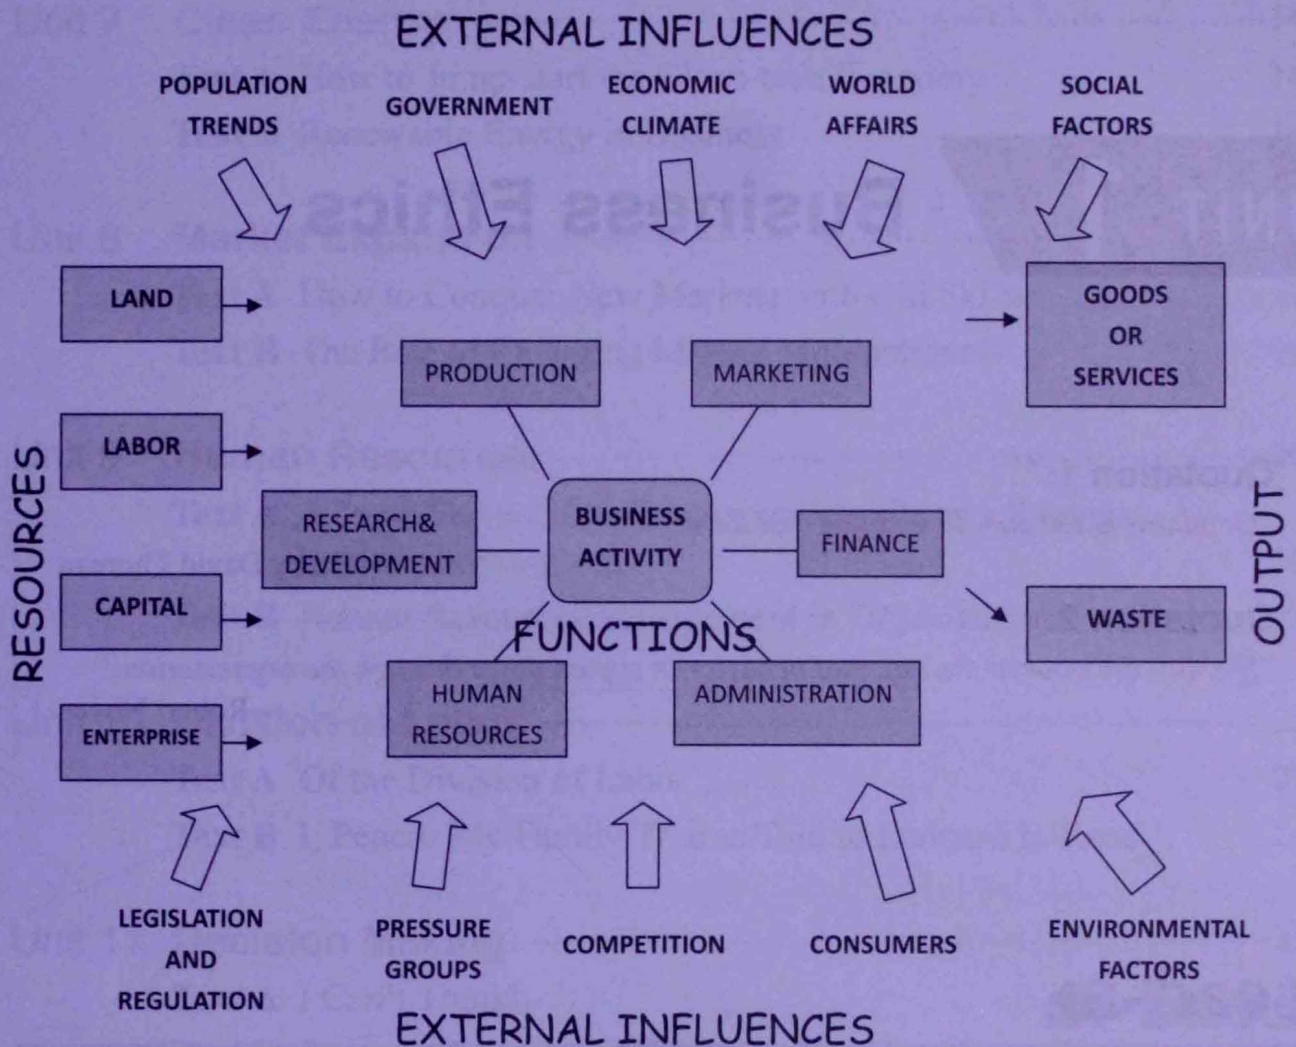 EXTERNAL INFLUENCES
POPULATION
TRENDS
GOVERNMENT
ECONOMIC
CLIMATE
WORLD
AFFAIRS
SOCIAL
FACTORS
RESOURCES
LAND
LABOR
CAPITAL
ENTERPRISE
PRODUCTION
MARKETING
RESEARCH&
DEVELOPMENT
BUSINESS
ACTIVITY
FINANCE
FUNCTIONS
HUMAN
RESOURCES
ADMINISTRATION
GOODS
OR
SERVICES
WASTE
OUTPUT
LEGISLATION
AND
REGULATION
PRESSURE
GROUPS
COMPETITION
CONSUMERS
ENVIRONMENTAL
FACTORS
EXTERNAL INFLUENCES
Business Ethics